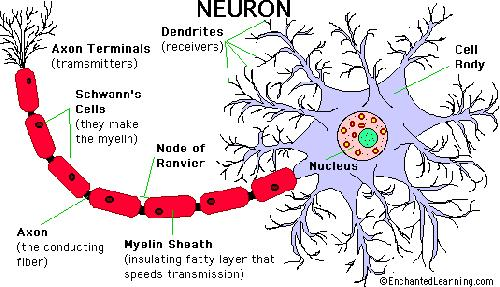 NEURON
Axon Terminals
(transmitters)
Dendrites
(receivers)
Cell
Body
Schwann's
Cells
(they make
the myelin)
Node of
Ranvier
Nucleus
Axon
(the conducting
fiber)
Myelin Sheath
(insulating fatty layer that
speeds transmission)
©EnchantedLearning.com